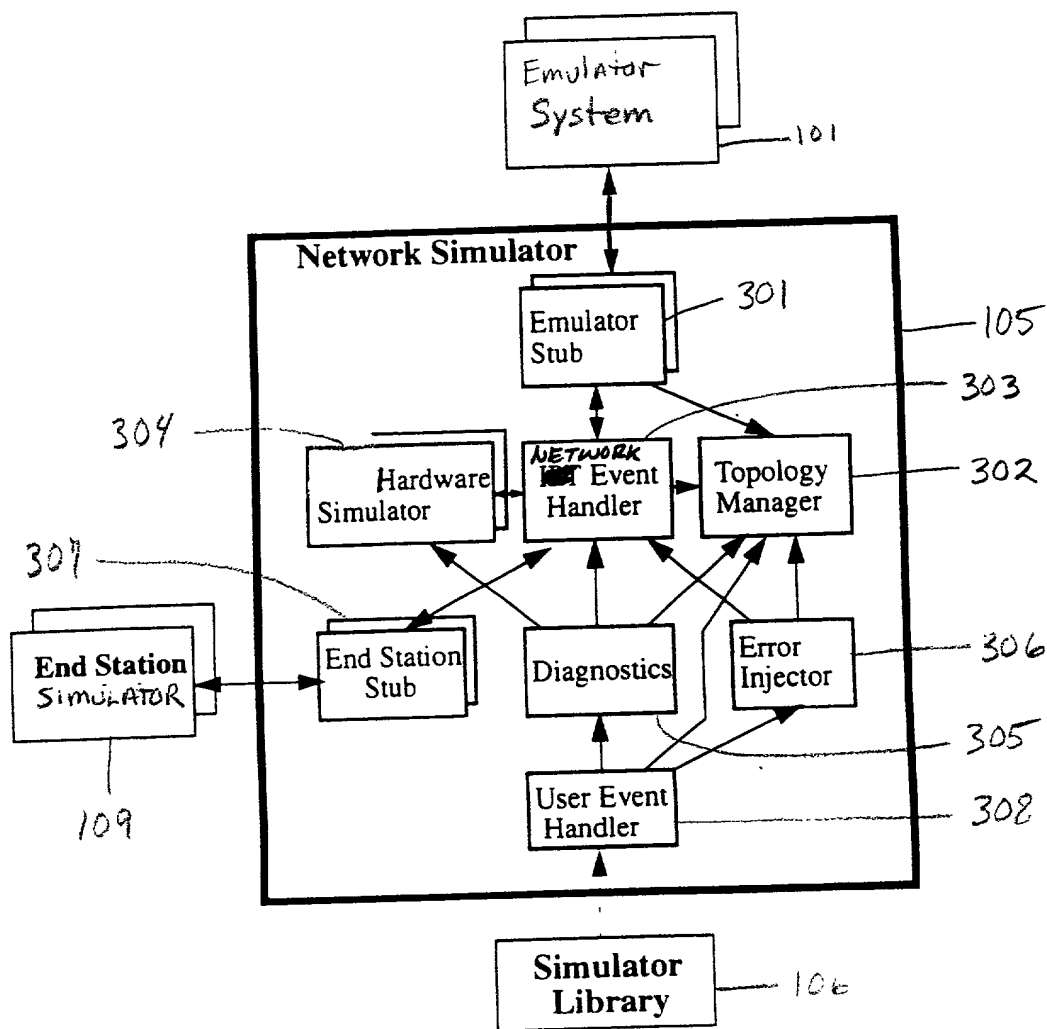 Emulator
System
101
Network Simulator
301
Emulator
Stub
105
303
304
NETWORK
Event
Handler
Hardware
Simulator
Topology
Manager
302
307
End Station
SIMULATOR
End Station
Stub
Diagnostics
Error
Injector
306
305
User Event
Handler
308
109
Simulator
Library
106